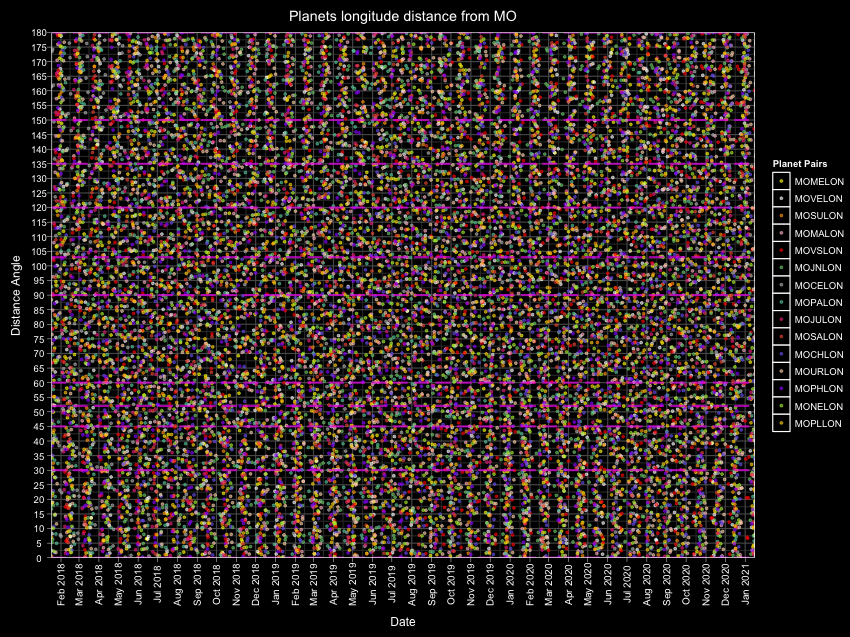 Planets longitude distance from MO
180
175
170
165
160
155
150
145
140
135
130
125
120
115
110
105
100
95
90
85
80
75
70
65
60
55
50
45
40
35
30
25
20
15
10
5
0
Distance Angle
Feb 2018
Mar 2018
Apr 2018
May 2018
Jun 2018
Jul 2018
Aug 2018
Sep 2018
Oct 2018
Nov 2018
Dec 2018
Jan 2019
Feb 2019
Mar 2019
Apr 2019
May 2019
Jun 2019
Jul 2019
Aug 2019
Sep 2019
Oct 2019
Nov 2019
Dec 2019
Jan 2020
Feb 2020
Mar 2020
Apr 2020
May 2020
Jun 2020
Jul 2020
Aug 2020
Sep 2020
Oct 2020
Nov 2020
Dec 2020
Jan 2021
Date
Planet Pairs
MOMELON
MOVELON
MOSULON
MOMALON
MOVSLON
MOJNLON
MOCELON
MOPALON
MOJULON
MOSALON
MOCHLON
MOURLON
MOPHLON
MONELON
MOPLLON